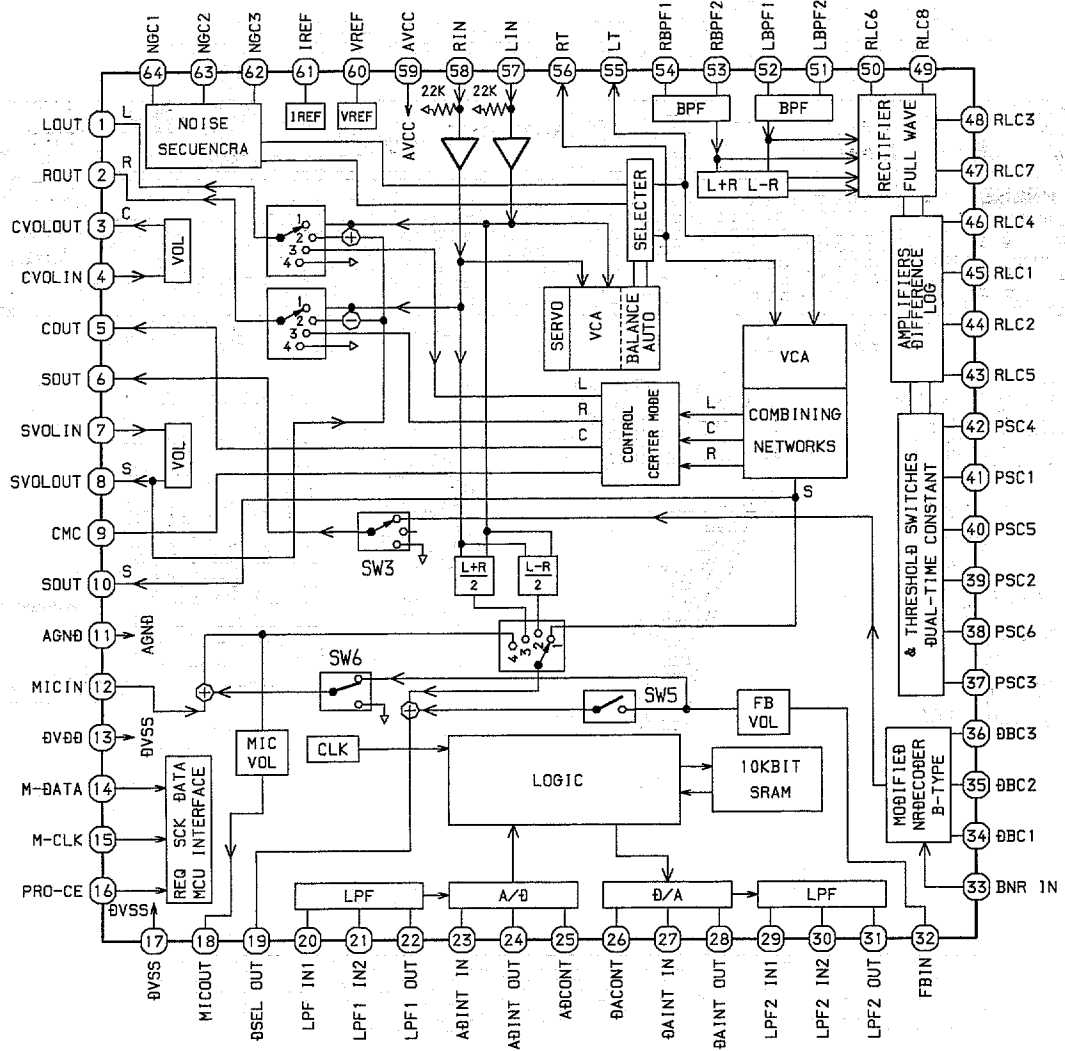 NGC1 NGC2 NGC3 IREF VREF AVCC RIN LIN RT LT RBPF1 RBPF2 LBPF1 LBPF2 RLC6 RLC8
64 63 62 61 60 59 58 57 56 55 54 53 52 51 50 49
22K 22K
IREF VREF
AVCC
NOISE
SECUENCRA
BPF BPF
L+R L-R
RECTIFIER
FULL WAVE
LOUT 1 L
ROUT 2 R
CVOLOUT 3 C
CVOLIN 4
VOL
COUT 5
SOUT 6
SVOLIN 7
SVOLOUT 8 S
VOL
CMC 9
SOUT 10 S
AGND 11 AGND
MICIN 12
DVDD 13 DVSS
M-DATA 14
M-CLK 15
PRO-CE 16
DVSS
48 RLC3
47 RLC7
46 RLC4
45 RLC1
44 RLC2
43 RLC5
42 PSC4
41 PSC1
40 PSC5
39 PSC2
38 PSC6
37 PSC3
36 DBC3
35 DBC2
34 DBC1
33 BNR IN
1
2
3
4
1
2
3
4
SELECTER
SERVO
VCA
BALANCE
AUTO
VCA
COMBINING
NETWORKS
AMPLIFIERS
DIFFERENCE
LOG
L
R
C
CONTROL
CERTER MODE
L
C
R
S
& THRESHOLD SWITCHES
DUAL-TIME CONSTANT
SW3
L+R
2
L-R
2
4 3 2 1
SW6
SW5
FB
VOL
MIC
VOL
CLK
LOGIC
10KBIT
SRAM
MODIFIED
NRDECODER
B-TYPE
REQ SCK DATA
MCU INTERFACE
LPF A/D D/A LPF
17 18 19 20 21 22 23 24 25 26 27 28 29 30 31 32
DVSS MICOUT DSEL OUT LPF IN1 LPF1 IN2 LPF1 OUT ADINT IN ADINT OUT ADCONT DACONT DAINT IN DAINT OUT LPF2 IN1 LPF2 IN2 LPF2 OUT FBIN